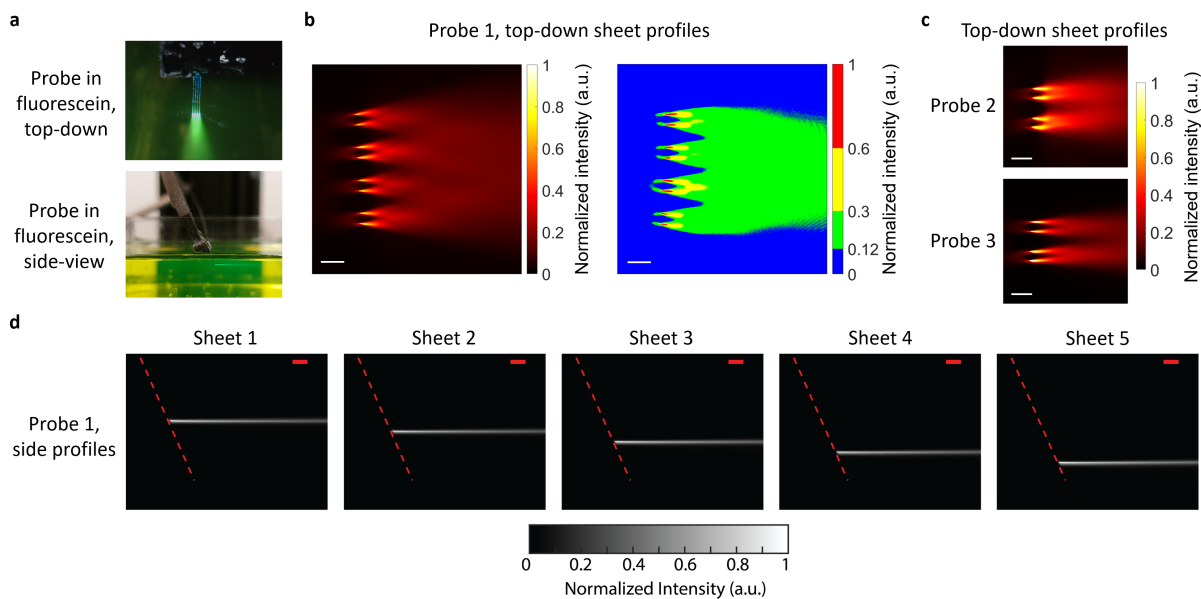 a
Probe in
fluorescein,
top-down
Probe in
fluorescein,
side-view
b
Probe 1, top-down sheet profiles
1
0.8
0.6
0.4
0.2
0
Normalized intensity (a.u.)
1
0.6
0.3
0.12
0
Normalized intensity (a.u.)
c
Top-down sheet profiles
Probe 2
Probe 3
1
0.8
0.6
0.4
0.2
0
Normalized intensity (a.u.)
d
Sheet 1
Sheet 2
Sheet 3
Sheet 4
Sheet 5
Probe 1,
side profiles
0 0.2 0.4 0.6 0.8 1
Normalized Intensity (a.u.)